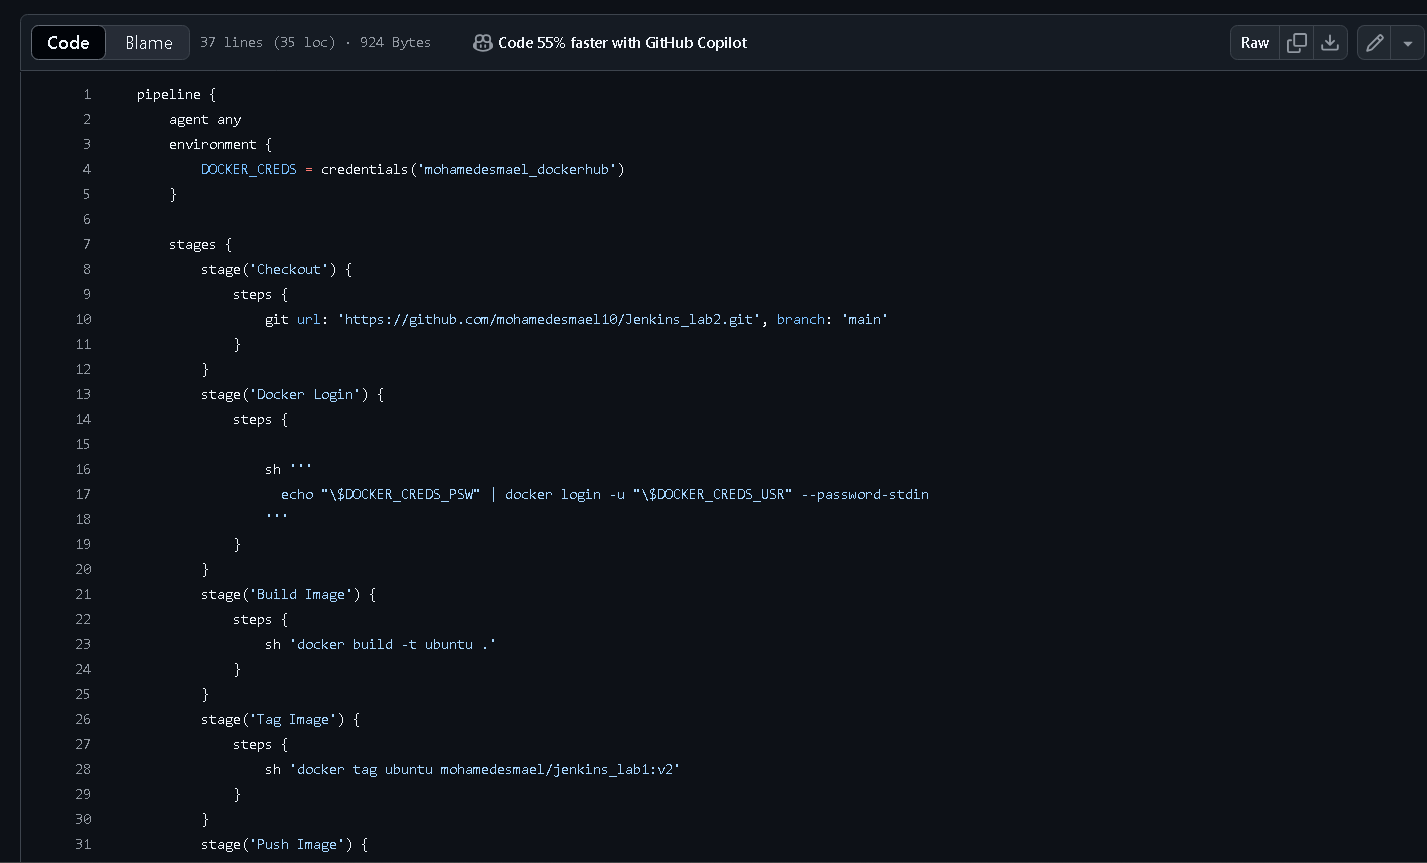 Code Blame 37 lines (35 loc) · 924 Bytes Code 55% faster with GitHub Copilot Raw
1 pipeline {
2     agent any
3     environment {
4         DOCKER_CREDS = credentials('mohamedesmael_dockerhub')
5     }
6
7     stages {
8         stage('Checkout') {
9             steps {
10                 git url: 'https://github.com/mohamedesmael10/Jenkins_lab2.git', branch: 'main'
11             }
12         }
13         stage('Docker Login') {
14             steps {
15
16                 sh '''
17                   echo "\$DOCKER_CREDS_PSW" | docker login -u "\$DOCKER_CREDS_USR" --password-stdin
18                 '''
19             }
20         }
21         stage('Build Image') {
22             steps {
23                 sh 'docker build -t ubuntu .'
24             }
25         }
26         stage('Tag Image') {
27             steps {
28                 sh 'docker tag ubuntu mohamedesmael/jenkins_lab1:v2'
29             }
30         }
31         stage('Push Image') {